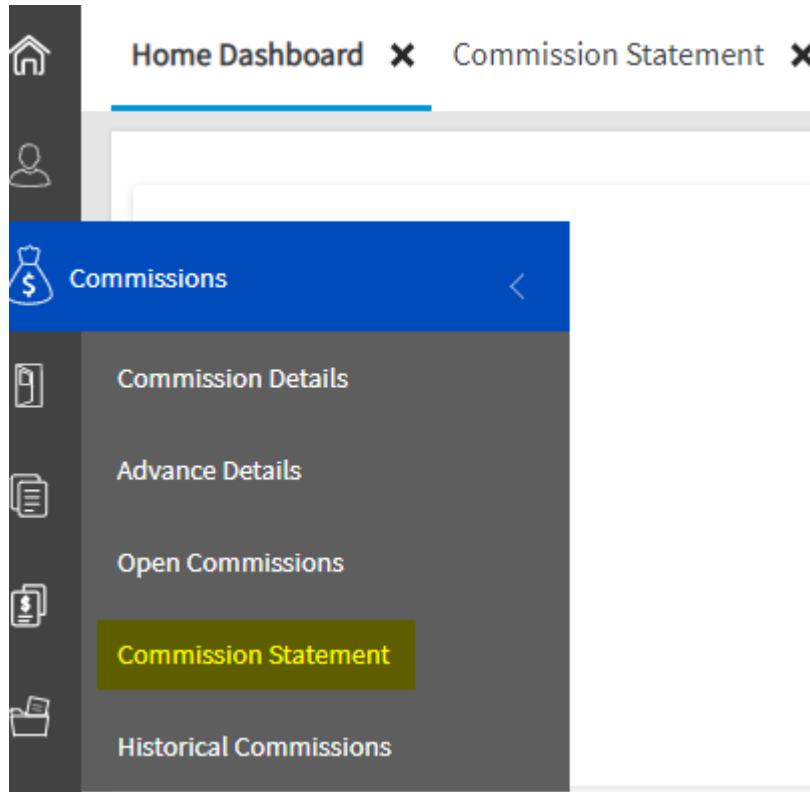 Home Dashboard ✖ Commission Statement ✖
Commissions
Commission Details
Advance Details
Open Commissions
Commission Statement
Historical Commissions